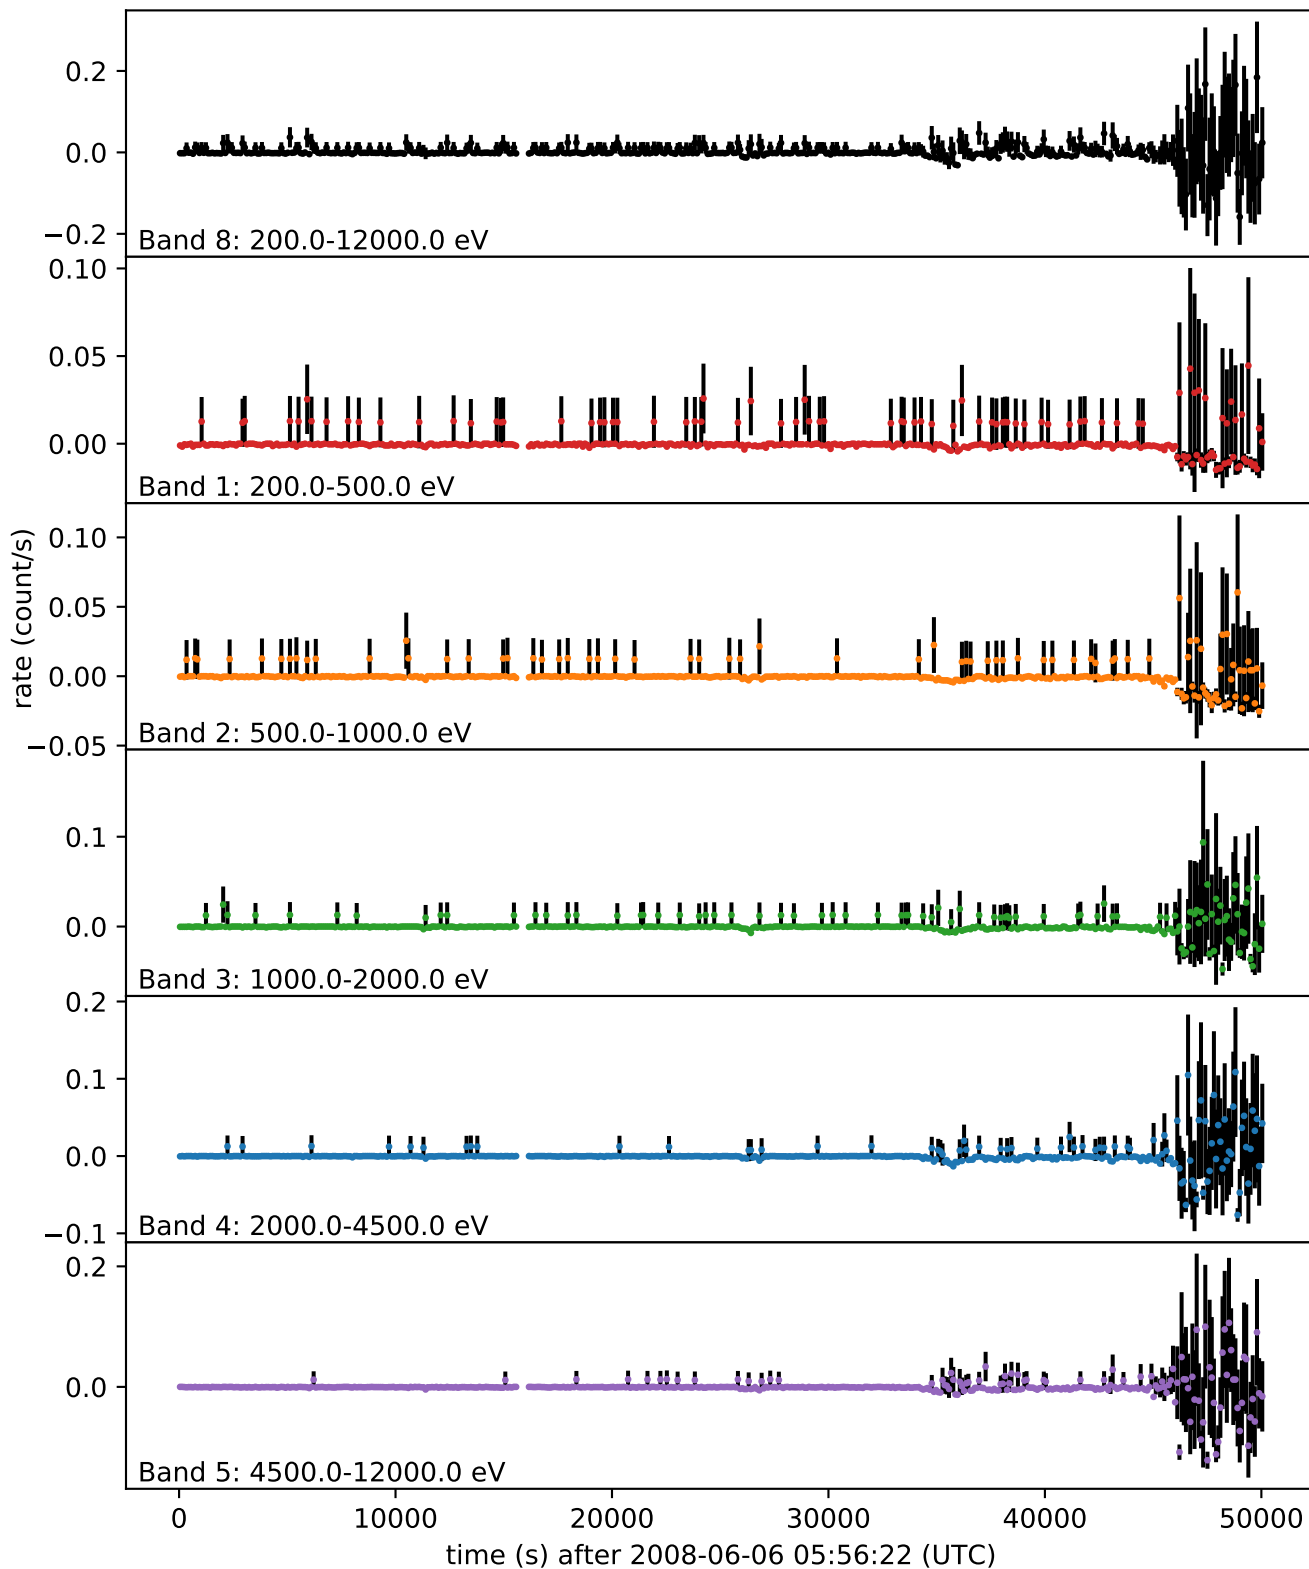 0.2
0.0
−0.2
Band 8: 200.0-12000.0 eV
0.10
0.05
0.00
Band 1: 200.0-500.0 eV
rate (count/s)
0.10
0.05
0.00
−0.05
Band 2: 500.0-1000.0 eV
0.1
0.0
Band 3: 1000.0-2000.0 eV
0.2
0.1
0.0
−0.1
Band 4: 2000.0-4500.0 eV
0.2
0.0
Band 5: 4500.0-12000.0 eV
0 10000 20000 30000 40000 50000
time (s) after 2008-06-06 05:56:22 (UTC)